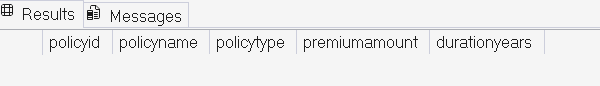 Results Messages
policyid policyname policytype premiumamount durationyears